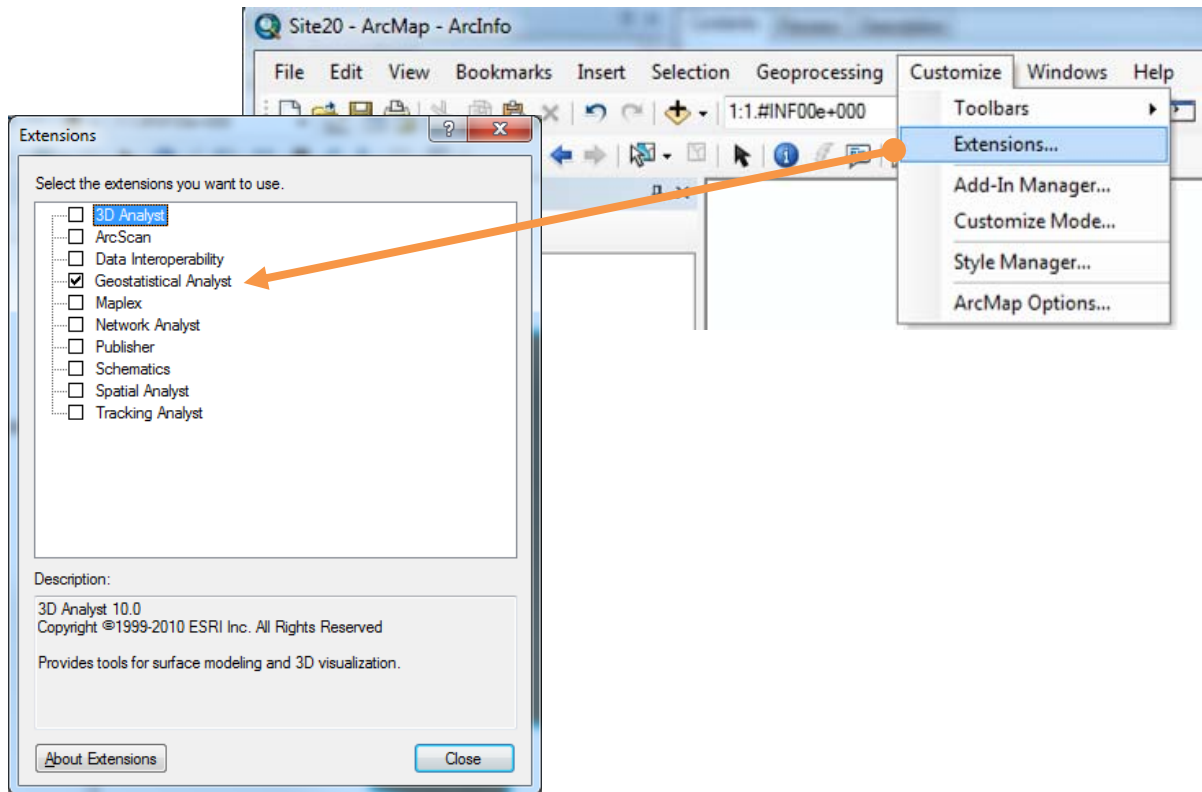 Site20 - ArcMap - ArcInfo
File Edit View Bookmarks Insert Selection Geoprocessing Customize Windows Help
1:1.#INF00e+000
Toolbars
Extensions...
Add-In Manager...
Customize Mode...
Style Manager...
ArcMap Options...
Extensions
Select the extensions you want to use.
3D Analyst
ArcScan
Data Interoperability
Geostatistical Analyst
Maplex
Network Analyst
Publisher
Schematics
Spatial Analyst
Tracking Analyst
Description:
3D Analyst 10.0
Copyright ©1999-2010 ESRI Inc. All Rights Reserved
Provides tools for surface modeling and 3D visualization.
About Extensions
Close